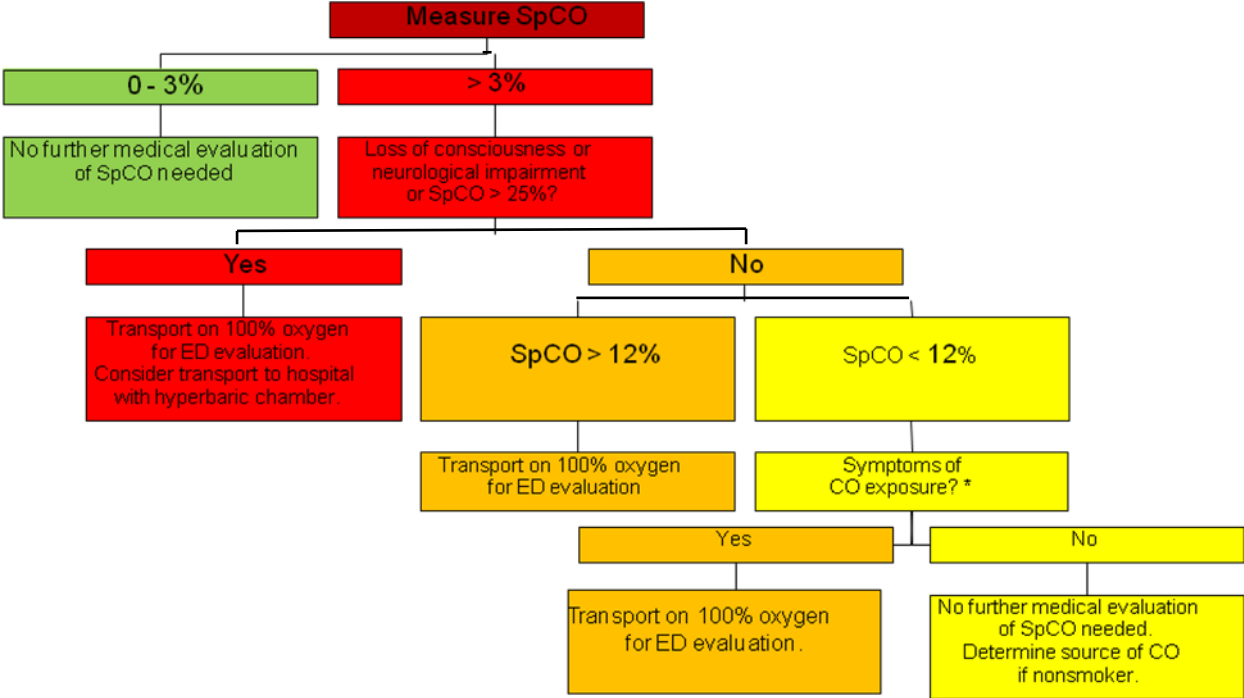 Measure SpCO
0 - 3%
> 3%
No further medical evaluation
of SpCO needed
Loss of consciousness or
neurological impairment
or SpCO > 25%?
Yes
No
Transport on 100% oxygen
for ED evaluation.
Consider transport to hospital
with hyperbaric chamber.
SpCO > 12%
SpCO < 12%
Transport on 100% oxygen
for ED evaluation
Symptoms of
CO exposure? *
Yes
No
Transport on 100% oxygen
for ED evaluation.
No further medical evaluation
of SpCO needed.
Determine source of CO
if nonsmoker.